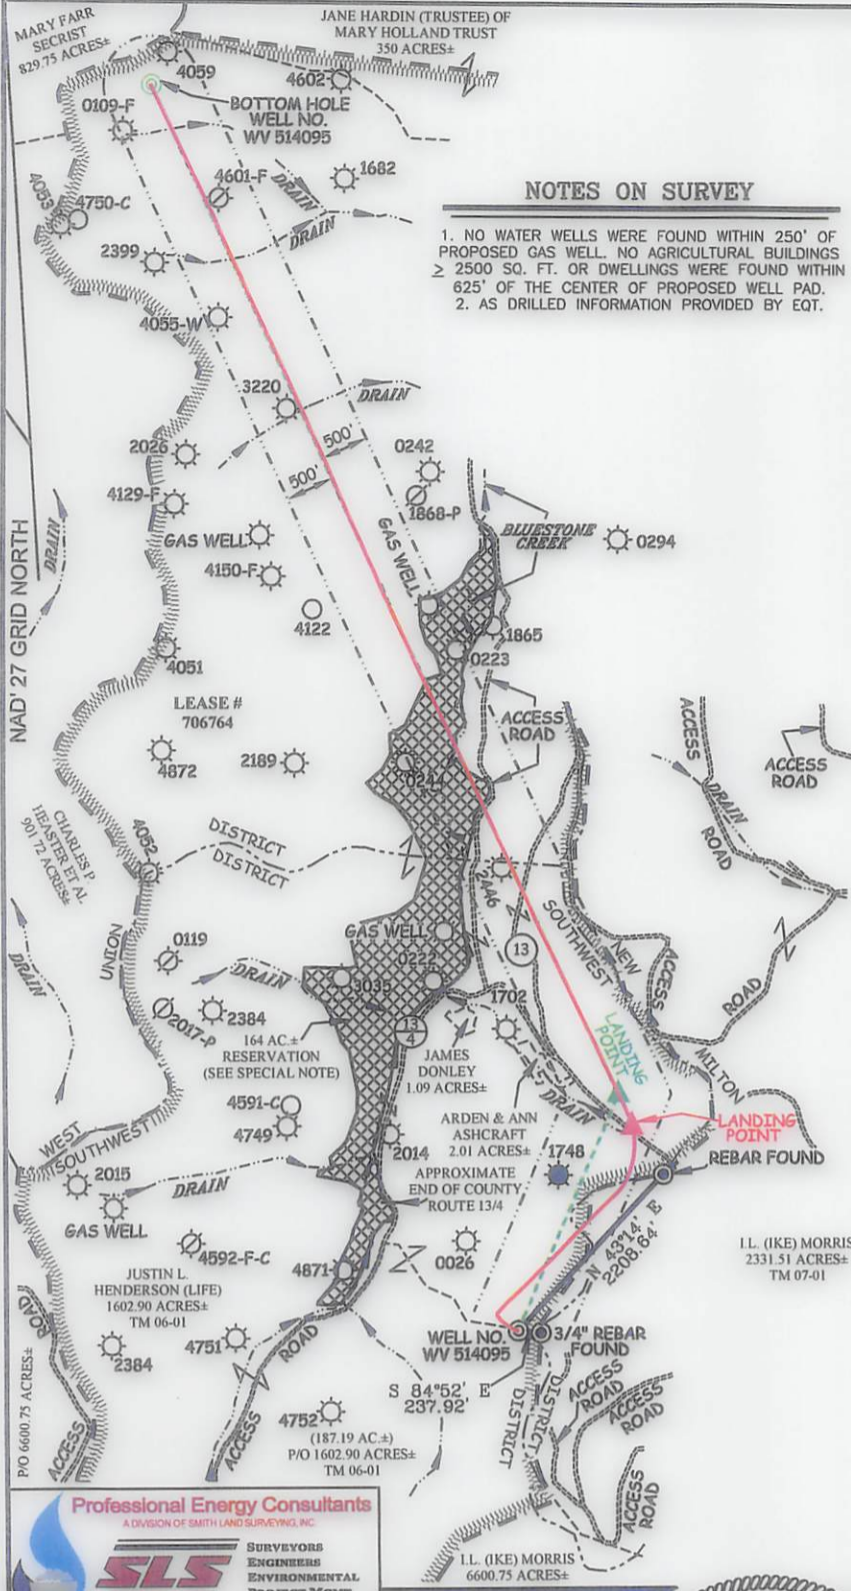 MARY FARR
SECRIST
829.75 ACRES±
JANE HARDIN (TRUSTEE) OF
MARY HOLLAND TRUST
350 ACRES±
4059
4602
0109-F
BOTTOM HOLE
WELL NO.
WV 514095
4601-F
DRAIN
1682
4053
4750-C
DRAIN
2399
NOTES ON SURVEY
1. NO WATER WELLS WERE FOUND WITHIN 250' OF
PROPOSED GAS WELL. NO AGRICULTURAL BUILDINGS
≥ 2500 SQ. FT. OR DWELLINGS WERE FOUND WITHIN
625' OF THE CENTER OF PROPOSED WELL PAD.
2. AS DRILLED INFORMATION PROVIDED BY EQT.
4055-W
3220
DRAIN
500'
500'
2026
0242
4129-F
1868-P
GAS WELL
GAS WELL
BLUESTONE
CREEK
0294
4150-F
DRAIN
NAD'27 GRID NORTH
4122
1865
4051
0223
LEASE #
706764
ACCESS
ROAD
4872
2189
0244
ACCESS
ROAD
DRAIN
ACCESS
ROAD
CHARLES P.
HEASTER ET AL
901.72 ACRES±
4052
DISTRICT
DISTRICT
2446
SOUTHWEST
NEW
MILTON
ACCESS
ROAD
UNION
GAS WELL
13
0119
DRAIN
DRAIN
3035
0222
2017-P
2384
1702
13
4
164 AC.±
RESERVATION
(SEE SPECIAL NOTE)
JAMES
DONLEY
1.09 ACRES±
LANDING
POINT
DRAIN
4591-C
4749
ARDEN & ANN
ASHCRAFT
2.01 ACRES±
LANDING
POINT
WEST
SOUTHWEST
2014
1748
REBAR FOUND
2015
DRAIN
APPROXIMATE
END OF COUNTY
ROUTE 13/4
GAS WELL
4592-F-C
N 43°14' E
2208.64'
I.L. (IKE) MORRIS
2331.51 ACRES±
TM 07-01
0026
4871
JUSTIN L.
HENDERSON (LIFE)
1602.90 ACRES±
TM 06-01
ROAD
ACCESS
2384
4751
ROAD
ACCESS
WELL NO.
WV 514095
3/4" REBAR
FOUND
S 84°52' E
237.92'
DISTRICT
DISTRICT
ACCESS
ROAD
ACCESS
ROAD
ACCESS
ROAD
4752
(187.19 AC.±)
P/O 1602.90 ACRES±
TM 06-01
P/O 6600.75 ACRES±
I.L. (IKE) MORRIS
6600.75 ACRES±
Professional Energy Consultants
A DIVISION OF SMITH LAND SURVEYING, INC.
SLS
SURVEYORS
ENGINEERS
ENVIRONMENTAL
PROJECT MGMT.